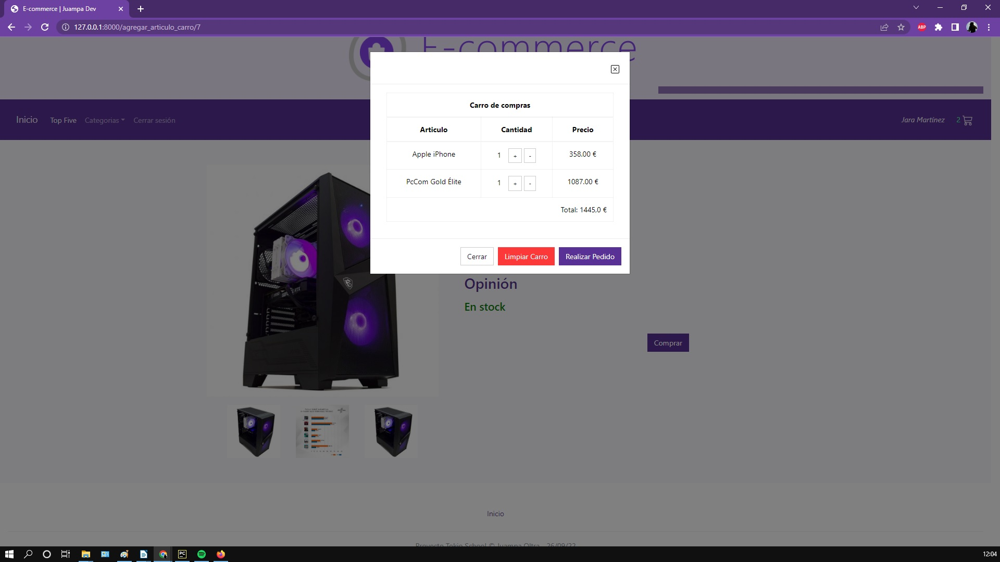 E-commerce | Juampa Dev
127.0.0.1:8000/agregar_articulo_carro/7
ABP
E-commerce
Inicio Top Five Categorias Cerrar sesión
Jara Martínez 2
Carro de compras
Articulo Cantidad Precio
Apple iPhone 1 + - 358.00 €
PcCom Gold Élite 1 + - 1087.00 €
Total: 1445,0 €
Cerrar Limpiar Carro Realizar Pedido
Opinión
En stock
Comprar
Inicio
Proyecto Tokio School © Juampa Oltra - 26/09/22
PC
12:04